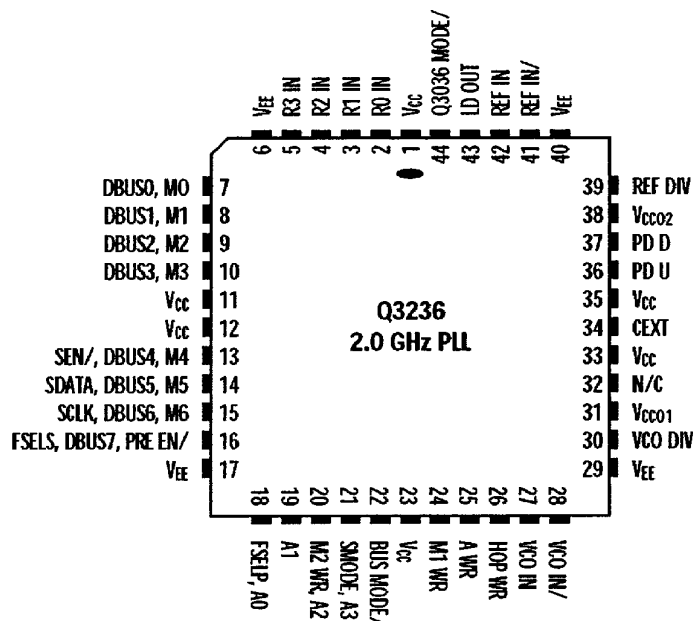 VEE
R3 IN
R2 IN
R1 IN
R0 IN
VCC
Q3036 MODE/
LD OUT
REF IN
REF IN/
VEE
6
5
4
3
2
1
44
43
42
41
40
DBUS0, M0 7
DBUS1, M1 8
DBUS2, M2 9
DBUS3, M3 10
VCC 11
VCC 12
SEN/, DBUS4, M4 13
SDATA, DBUS5, M5 14
SCLK, DBUS6, M6 15
FSELS, DBUS7, PRE EN/ 16
VEE 17
Q3236
2.0 GHz PLL
39 REF DIV
38 VCCO2
37 PD D
36 PD U
35 VCC
34 CEXT
33 VCC
32 N/C
31 VCCO1
30 VCO DIV
29 VEE
18
19
20
21
22
23
24
25
26
27
28
FSELP, A0
A1
M2 WR, A2
SMODE, A3
BUS MODE/
VCC
M1 WR
A WR
HOP WR
VCO IN
VCO IN/